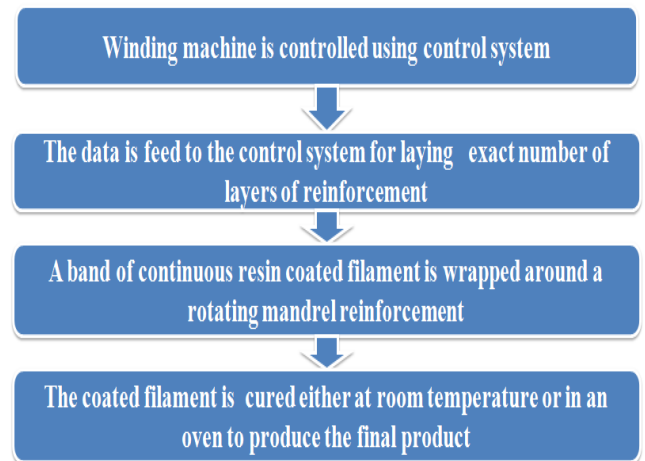 Winding machine is controlled using control system
The data is feed to the control system for laying exact number of
layers of reinforcement
A band of continuous resin coated filament is wrapped around a
rotating mandrel reinforcement
The coated filament is cured either at room temperature or in an
oven to produce the final product